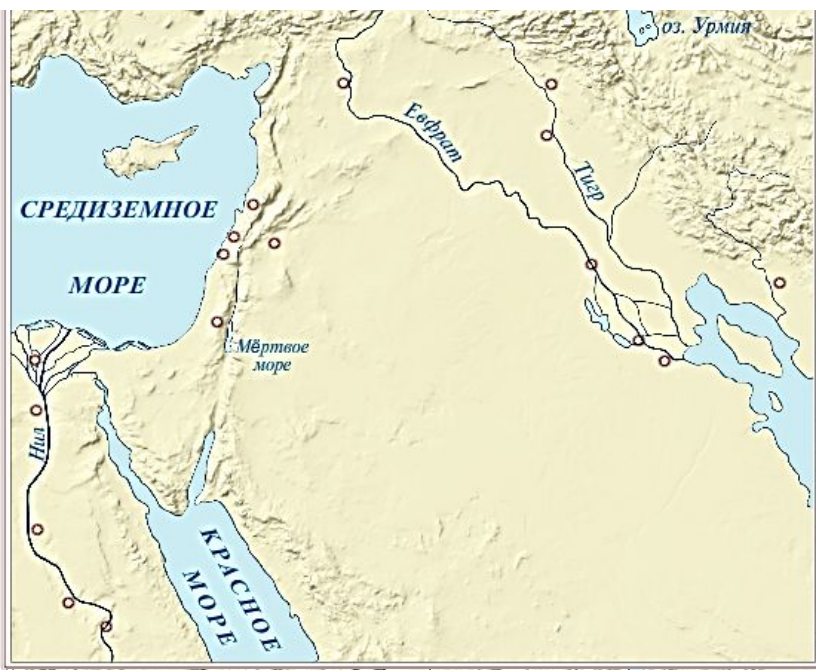 оз. Урмия
Евфрат
Тигр
СРЕДИЗЕМНОЕ
МОРЕ
Мёртвое
море
Нил
КРАСНОЕ
МОРЕ